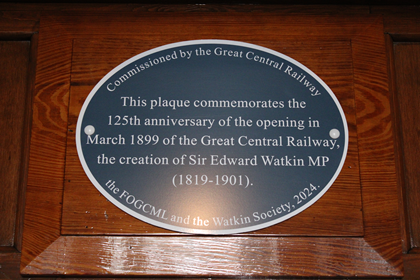 Commissioned by the Great Central Railway
This plaque commemorates the
125th anniversary of the opening in
March 1899 of the Great Central Railway,
the creation of Sir Edward Watkin MP
(1819-1901).
the FOGCML and the Watkin Society, 2024.